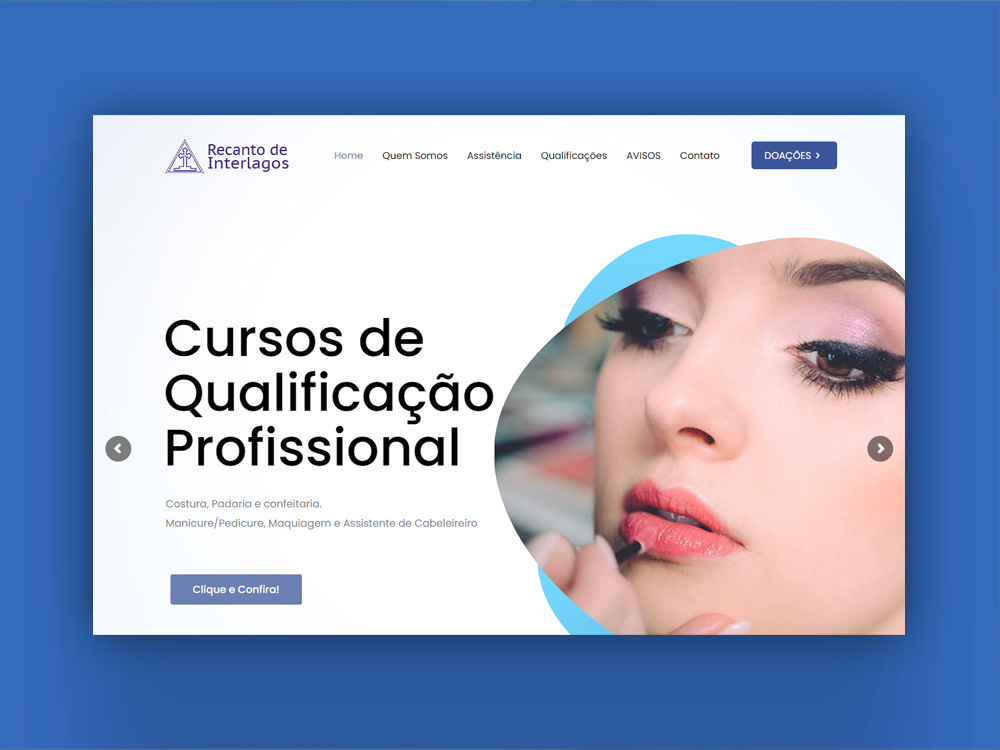 Recanto de
Interlagos
Home Quem Somos Assistência Qualificações AVISOS Contato DOAÇÕES
Cursos de
Qualificação
Profissional
Costura, Padaria e confeitaria.
Manicure/Pedicure, Maquiagem e Assistente de Cabeleireiro
Clique e Confira!